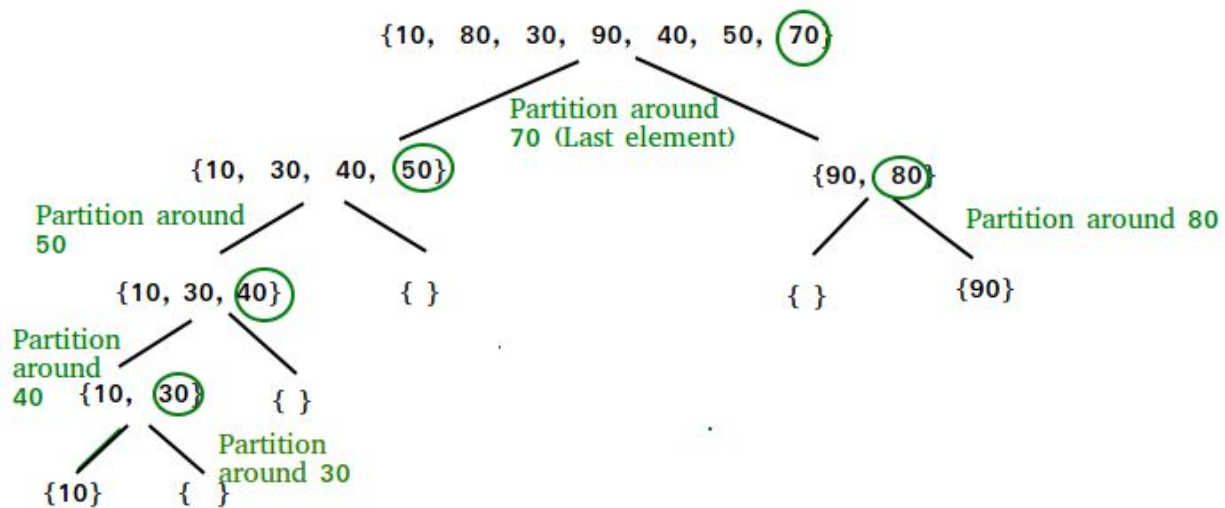 {10, 80, 30, 90, 40, 50, 70}
Partition around
70 (Last element)
{10, 30, 40, 50}
{90, 80}
Partition around
50
Partition around 80
{10, 30, 40}
{ }
{ }
{90}
Partition
around
40
{10, 30}
{ }
Partition
around 30
{10}
{ }